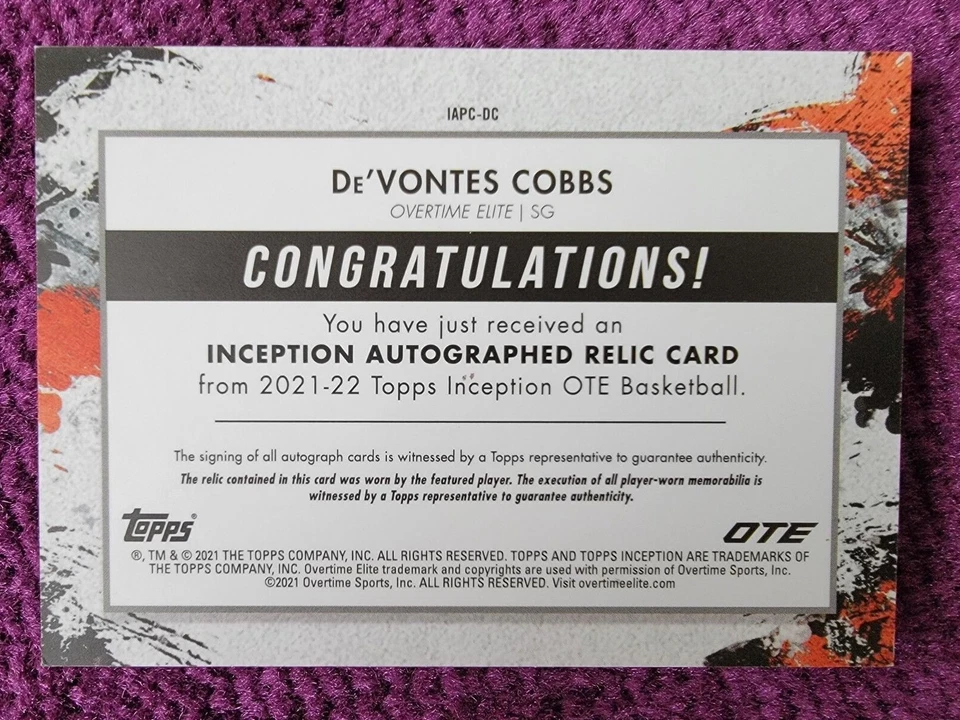 IAPC-DC
De'VONTES COBBS
OVERTIME ELITE | SG
CONGRATULATIONS!
You have just received an
INCEPTION AUTOGRAPHED RELIC CARD
from 2021-22 Topps Inception OTE Basketball.
The signing of all autograph cards is witnessed by a Topps representative to guarantee authenticity.
The relic contained in this card was worn by the featured player. The execution of all player-worn memorabilia is
witnessed by a Topps representative to guarantee authenticity.
topps®
OTE
®, TM & © 2021 THE TOPPS COMPANY, INC. ALL RIGHTS RESERVED. TOPPS AND TOPPS INCEPTION ARE TRADEMARKS OF
THE TOPPS COMPANY, INC. Overtime Elite trademark and copyrights are used with permission of Overtime Sports, Inc.
©2021 Overtime Sports, Inc. ALL RIGHTS RESERVED. Visit overtimeelite.com